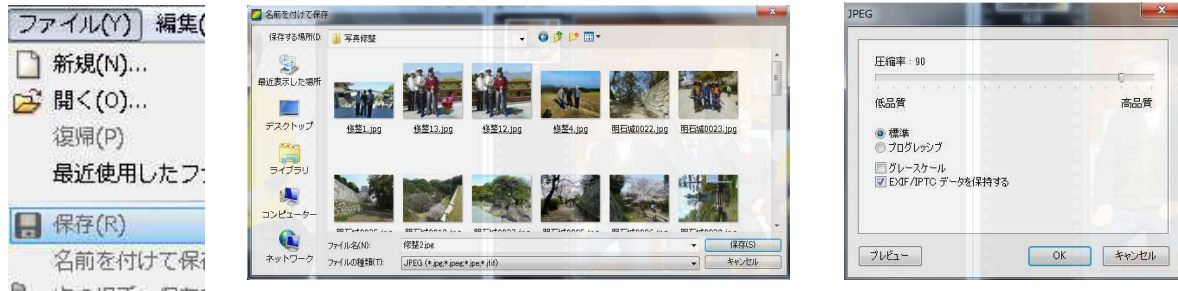 ファイル(Y) 編集(
新規(N)...
開く(O)...
復帰(P)
最近使用したフ
保存(R)
名前を付けて保
名前を付けて保存
保存する場所(I):
写真修整
最近表示した場所
デスクトップ
ライブラリ
コンピューター
ネットワーク
修整1.jpg 修整13.jpg 修整12.jpg 修整4.jpg 明石城0022.jpg 明石城0023.jpg
ファイル名(N): 修整2.jpe
保存(S)
ファイルの種類(T): JPEG (*.jpg;*.jpeg;*.jpe;*.jfif)
キャンセル
JPEG
圧縮率 : 90
低品質 高品質
標準
プログレッシブ
グレースケール
EXIF/IPTC データを保持する
プレビュー OK キャンセル